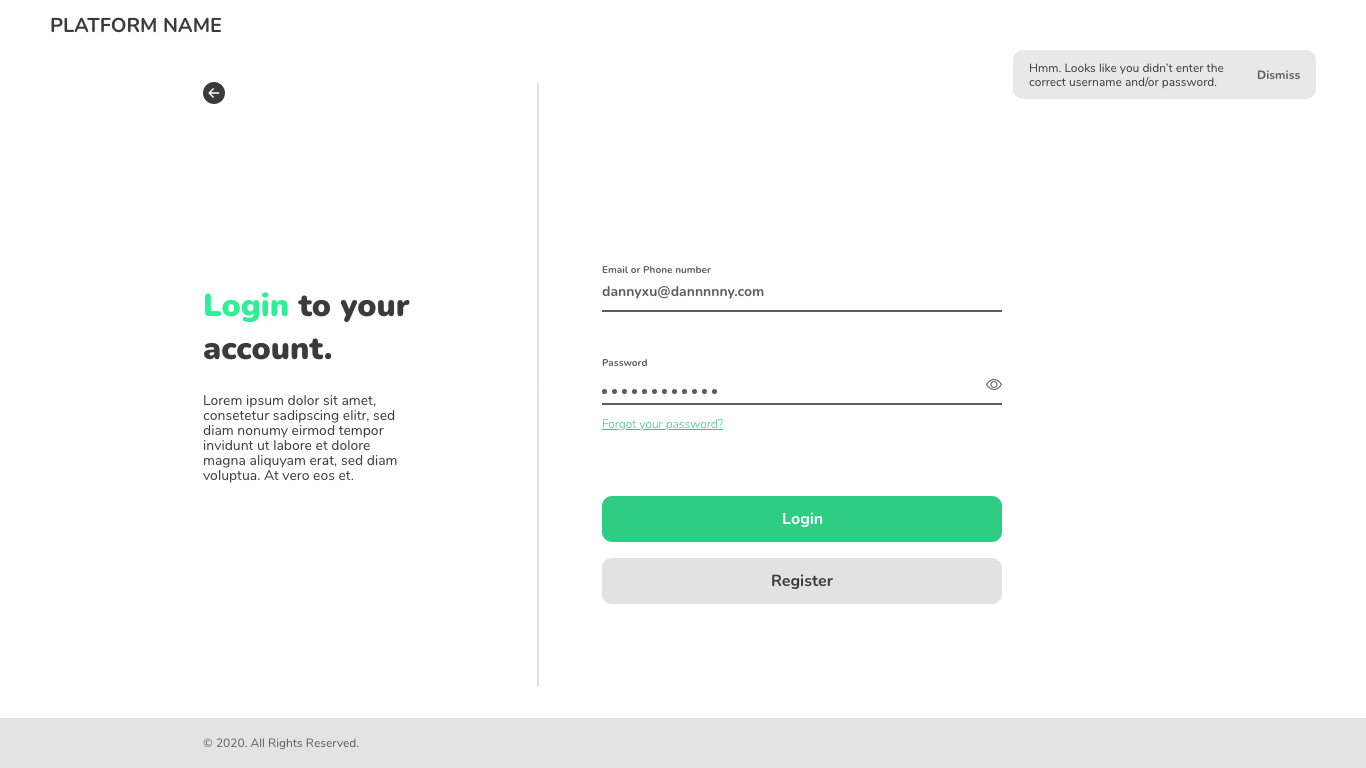 PLATFORM NAME
Hmm. Looks like you didn't enter the
correct username and/or password.
Dismiss
Login to your
account.
Lorem ipsum dolor sit amet,
consetetur sadipscing elitr, sed
diam nonumy eirmod tempor
invidunt ut labore et dolore
magna aliquyam erat, sed diam
voluptua. At vero eos et.
Email or Phone number
dannyxu@dannnnny.com
Password
Forgot your password?
Login
Register
© 2020. All Rights Reserved.